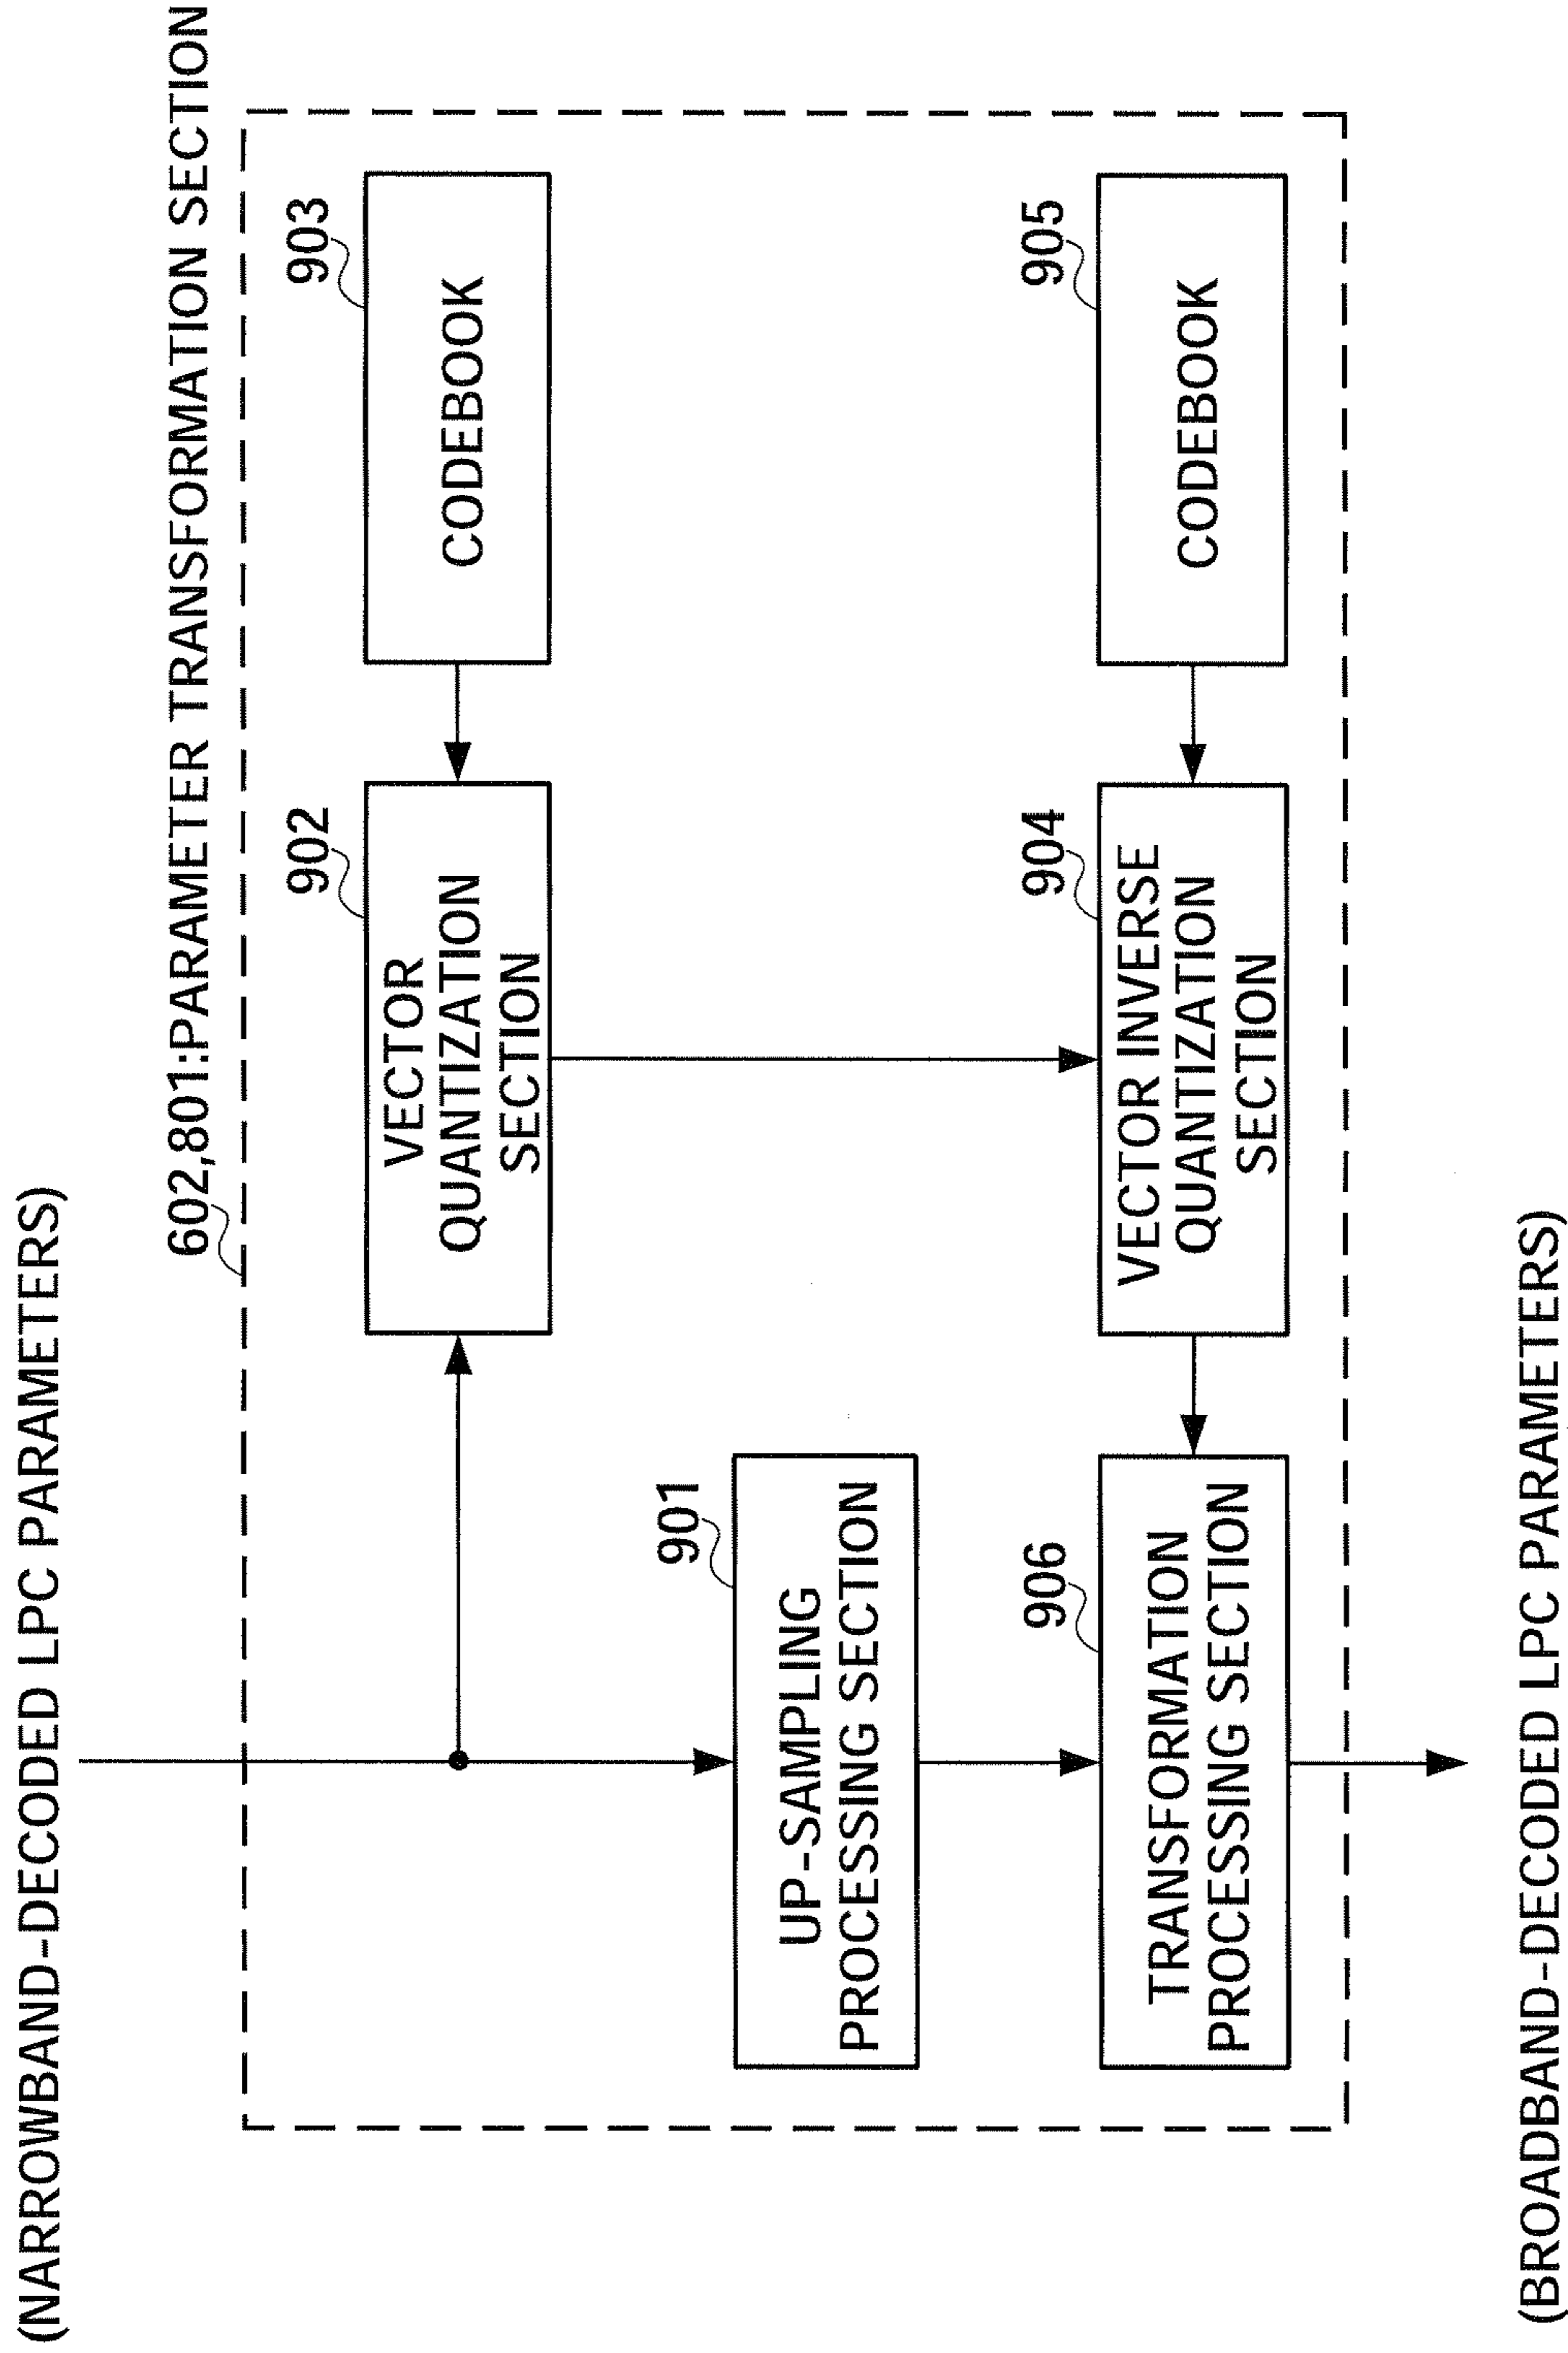 (NARROWBAND-DECODED LPC PARAMETERS)
602,801:PARAMETER TRANSFORMATION SECTION
902
903
VECTOR
QUANTIZATION
SECTION
CODEBOOK
901
UP-SAMPLING
PROCESSING SECTION
906
904
905
TRANSFORMATION
PROCESSING SECTION
VECTOR INVERSE
QUANTIZATION
SECTION
CODEBOOK
(BROADBAND-DECODED LPC PARAMETERS)